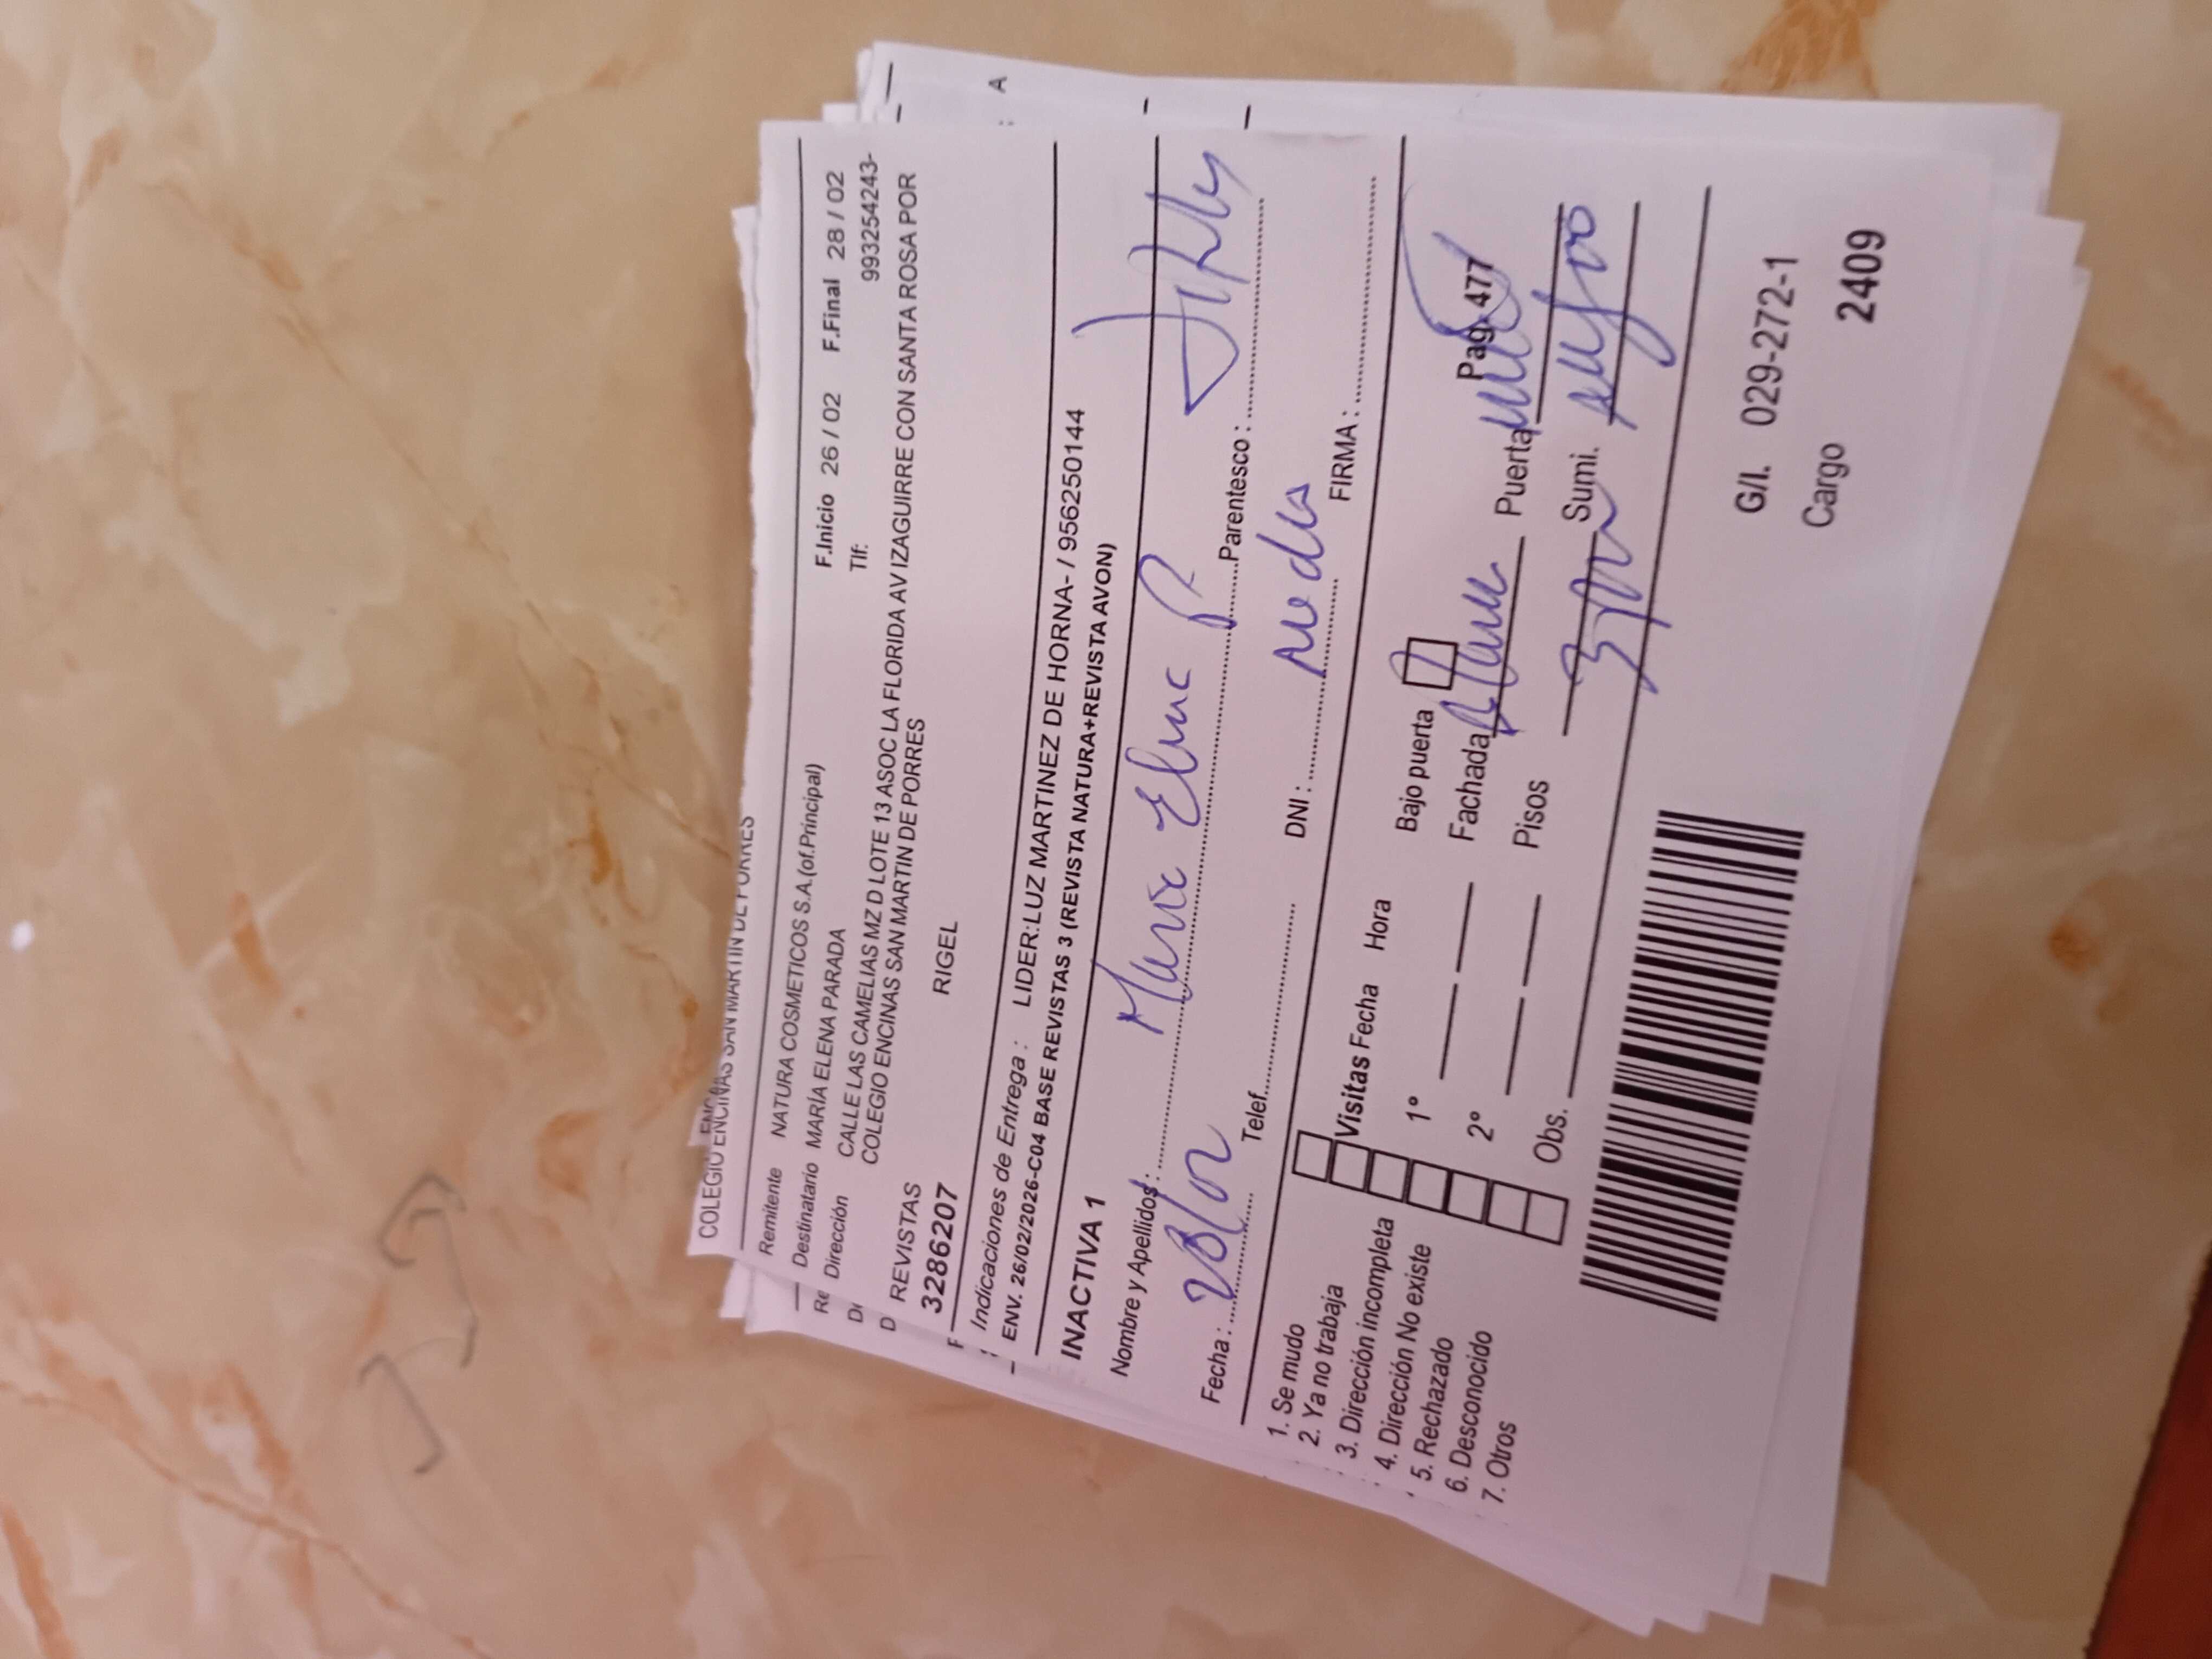 COLEGIO ENCINAS SAN MARTIN DE PORRES
Remitente NATURA COSMETICOS S.A.(of.Principal) F.Inicio 26 / 02 F.Final 28 / 02
Destinatario MARÍA ELENA PARADA Tlf: 993254243-
Dirección CALLE LAS CAMELIAS MZ D LOTE 13 ASOC LA FLORIDA AV IZAGUIRRE CON SANTA ROSA POR
COLEGIO ENCINAS SAN MARTIN DE PORRES
REVISTAS RIGEL
3286207
Indicaciones de Entrega : LIDER:LUZ MARTINEZ DE HORNA- / 956250144
ENV. 26/02/2026-C04 BASE REVISTAS 3 (REVISTA NATURA+REVISTA AVON)
INACTIVA 1
Nombre y Apellidos : Maria Elena P
Fecha : 28/02 Parentesco :
Telef. DNI : FIRMA :
1. Se mudo
2. Ya no trabaja
3. Dirección incompleta
4. Dirección No existe
5. Rechazado
6. Desconocido
7. Otros
Visitas Fecha Hora Bajo puerta Pag. 477
1° Fachada Puerta
2° Pisos Sumi.
Obs.
G/I. 029-272-1
Cargo 2409